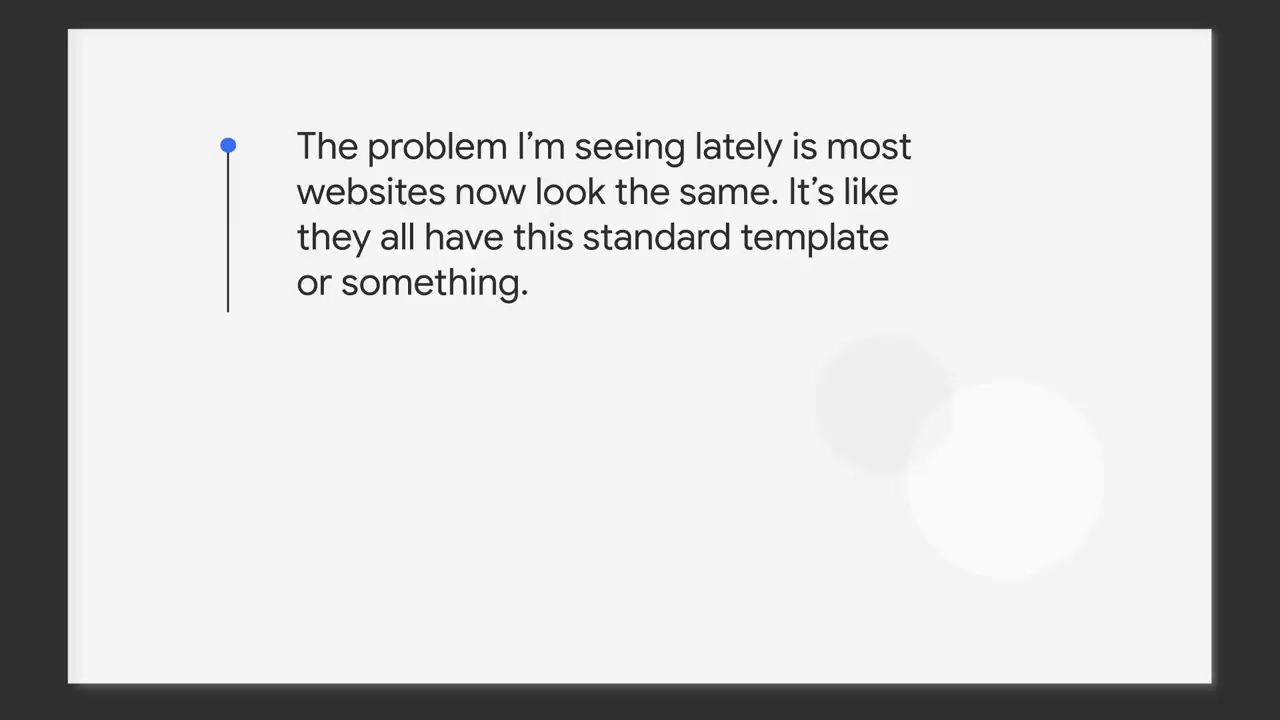 The problem I’m seeing lately is most
websites now look the same. It’s like
they all have this standard template
or something.